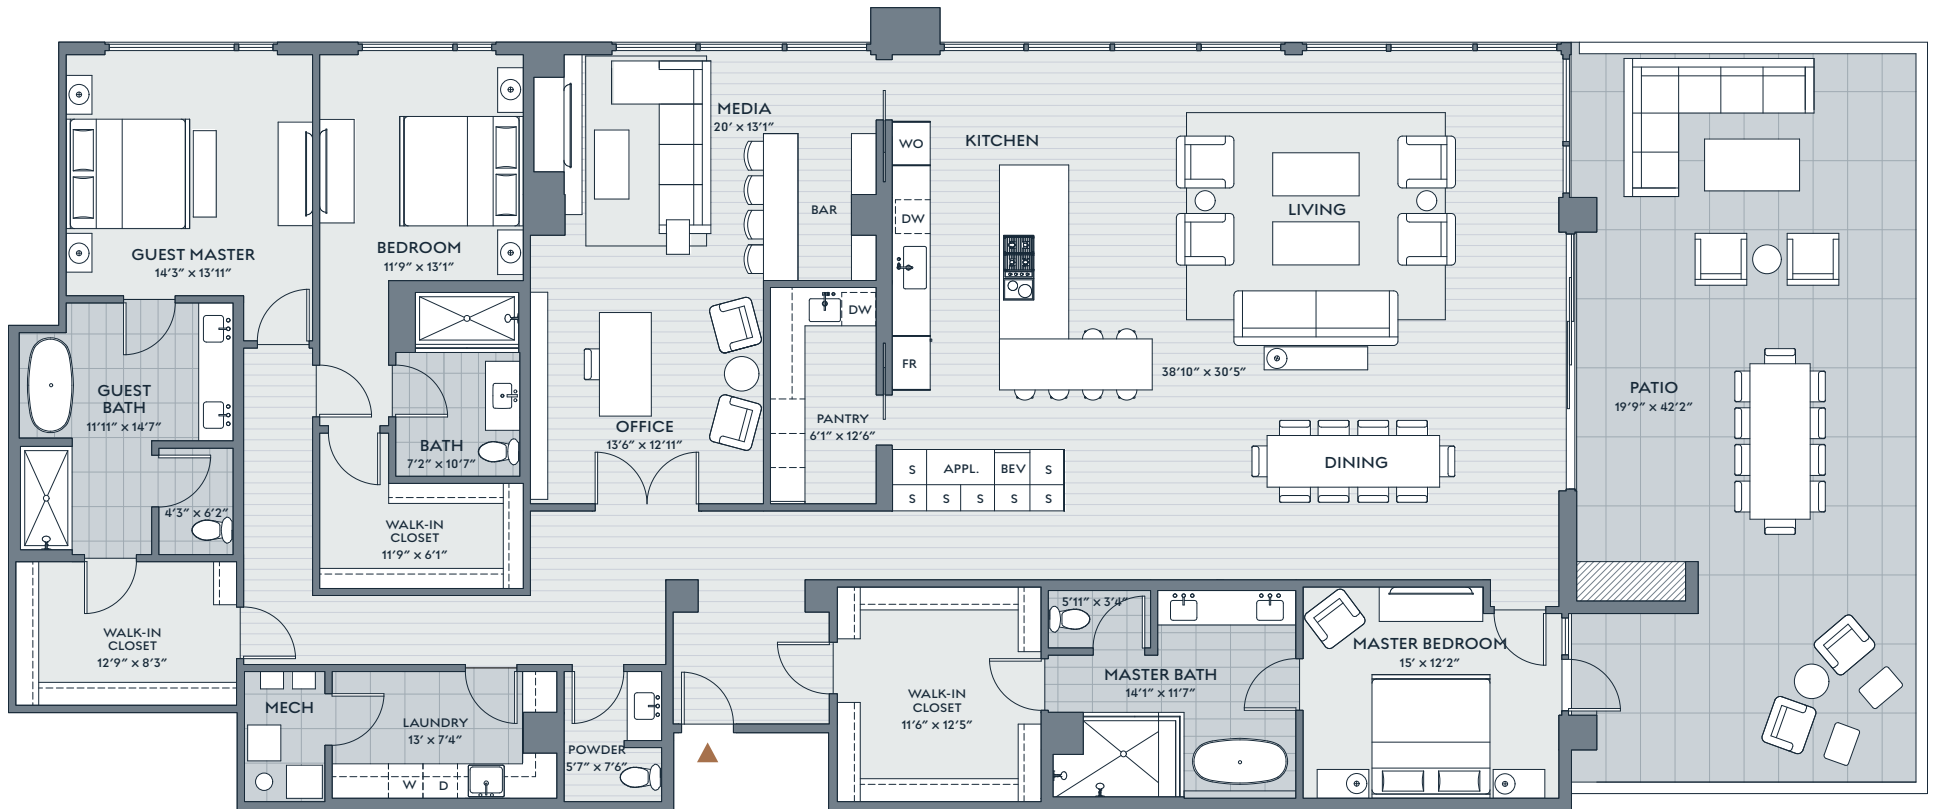 MEDIA
20′ x 13′1″
WO
KITCHEN
BAR
DW
LIVING
GUEST MASTER
14′3″ x 13′11″
BEDROOM
11′9″ x 13′1″
DW
FR
38′10″ x 30′5″
GUEST
BATH
11′11″ x 14′7″
PATIO
19′9″ x 42′2″
OFFICE
13′6″ x 12′11″
PANTRY
6′1″ x 12′6″
BATH
7′2″ x 10′7″
S
APPL.
BEV
S
DINING
S
S
S
S
S
4′3″ x 6′2″
WALK-IN
CLOSET
11′9″ x 6′1″
WALK-IN
CLOSET
12′9″ x 8′3″
5′11″ x 3′4″
MASTER BEDROOM
15′ x 12′2″
MASTER BATH
14′1″ x 11′7″
WALK-IN
CLOSET
11′6″ x 12′5″
MECH
LAUNDRY
13′ x 7′4″
POWDER
5′7″ x 7′6″
W
D